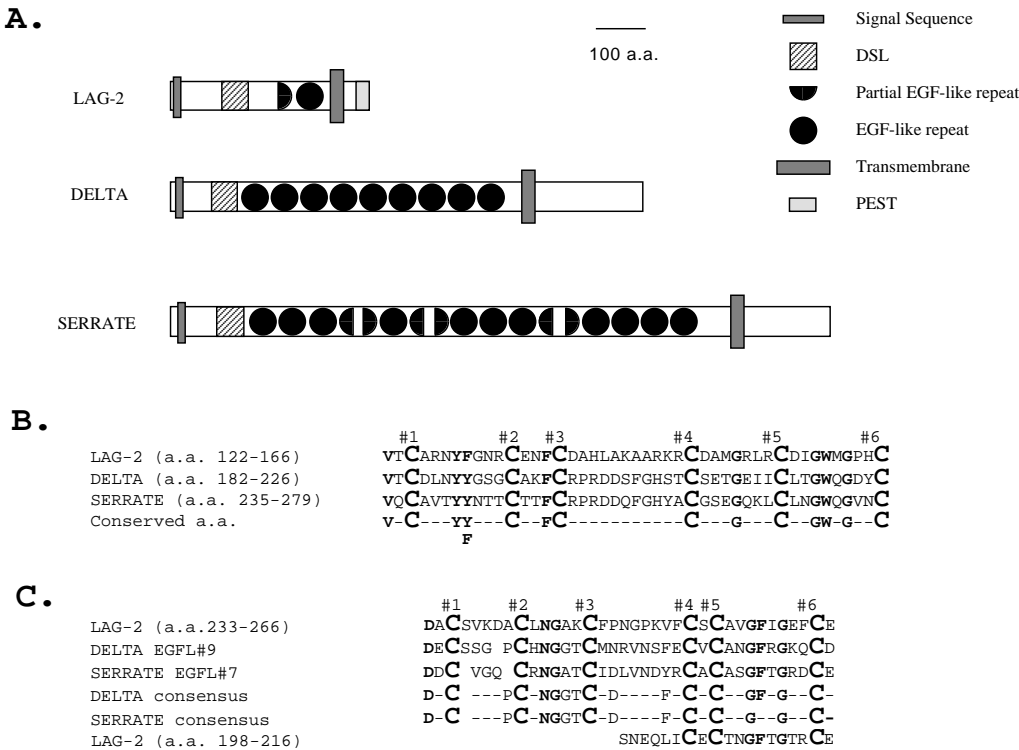 A.
100 a.a.
Signal Sequence
DSL
Partial EGF-like repeat
EGF-like repeat
Transmembrane
PEST
LAG-2
DELTA
SERRATE
B.
#1 #2 #3 #4 #5 #6
LAG-2 (a.a. 122-166) VTCARNYFGNRCENFCDAHLAKAARKRCDAMGRLRCDIGWMGPHC
DELTA (a.a. 182-226) VTCDLNYYGSGCAKFCRPRDDSFGHSTCSETGEIICLTGWQGDYC
SERRATE (a.a. 235-279) VQCAVTYYNTTCTTFCRPRDDQFGHYACGSEGQKLCLNGWQGVNC
Conserved a.a. V-C----YY---C--FC-----------C---G---C--GW-G--C
F
C.
#1 #2 #3 #4 #5 #6
LAG-2 (a.a.233-266) DACSVKDACLNGAKCFPNGPKVFCSCAVGFIGEFCE
DELTA EGFL#9 DECSSG PCHNGGTCMNRVNSFECVCANGFRGKQCD
SERRATE EGFL#7 DDC VGQ CRNGATCIDLVNDYRCACASGFTGRDCE
DELTA consensus D-C ---PC-NGGTC-D----F-C-C--GF-G--C-
SERRATE consensus D-C ---PC-NGGTC-D----F-C-C--G--G--C-
LAG-2 (a.a. 198-216) SNEQLICECTNGFTGTRCE